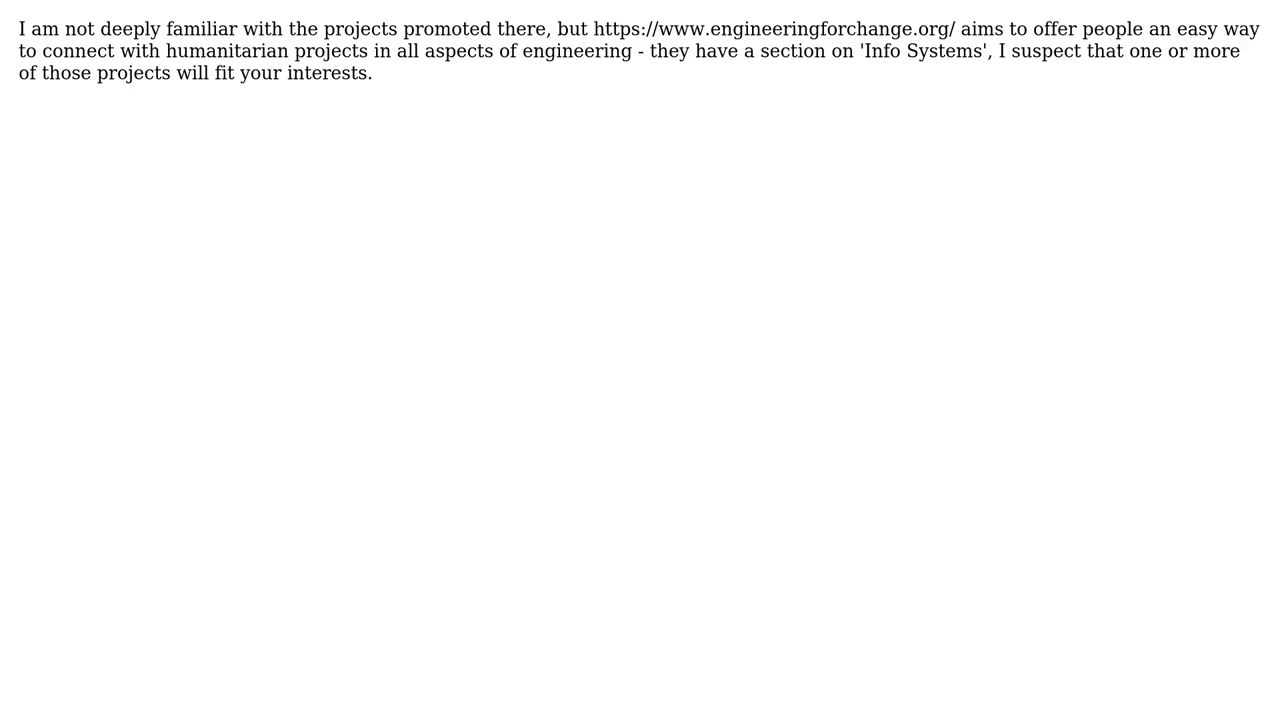 I am not deeply familiar with the projects promoted there, but https://www.engineeringforchange.org/ aims to offer people an easy way
to connect with humanitarian projects in all aspects of engineering - they have a section on 'Info Systems', I suspect that one or more
of those projects will fit your interests.